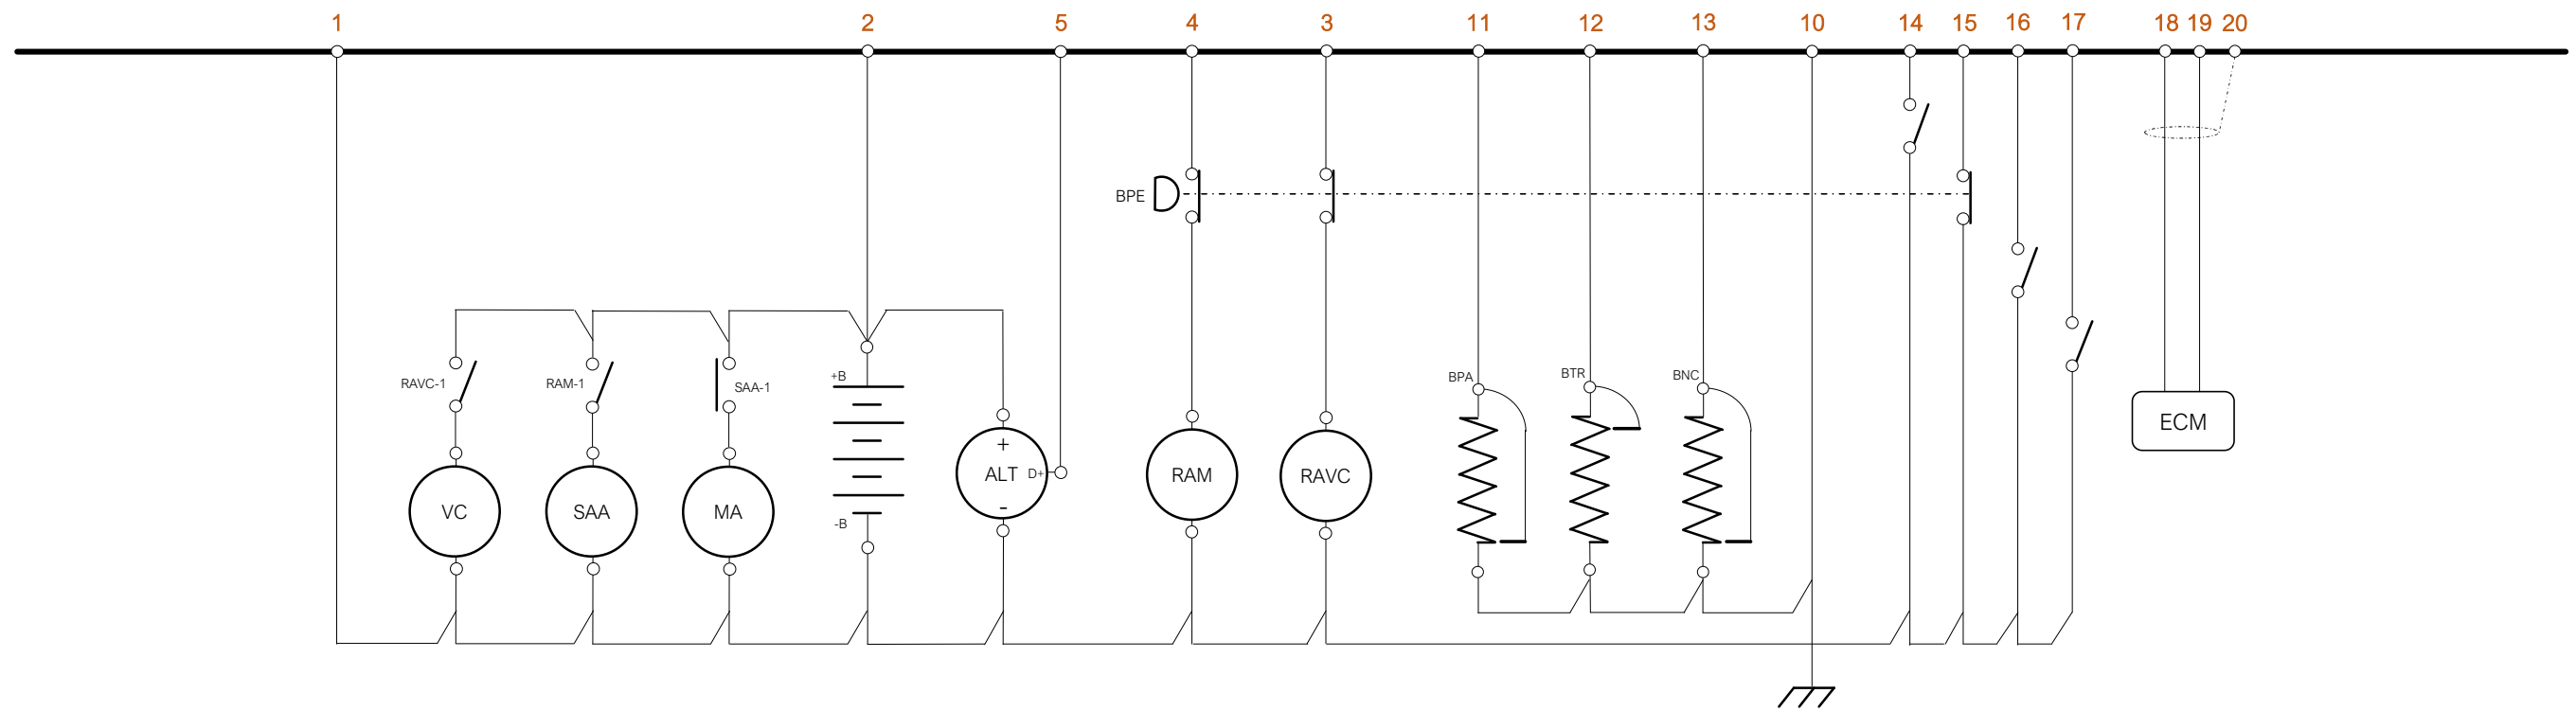 1 2 5 4 3 11 12 13 10 14 15 16 17 18 19 20
BPE
RAVC-1 RAM-1 SAA-1 +B BPA BTR BNC
+
ALT D+ RAM RAVC ECM
-
VC SAA MA -B